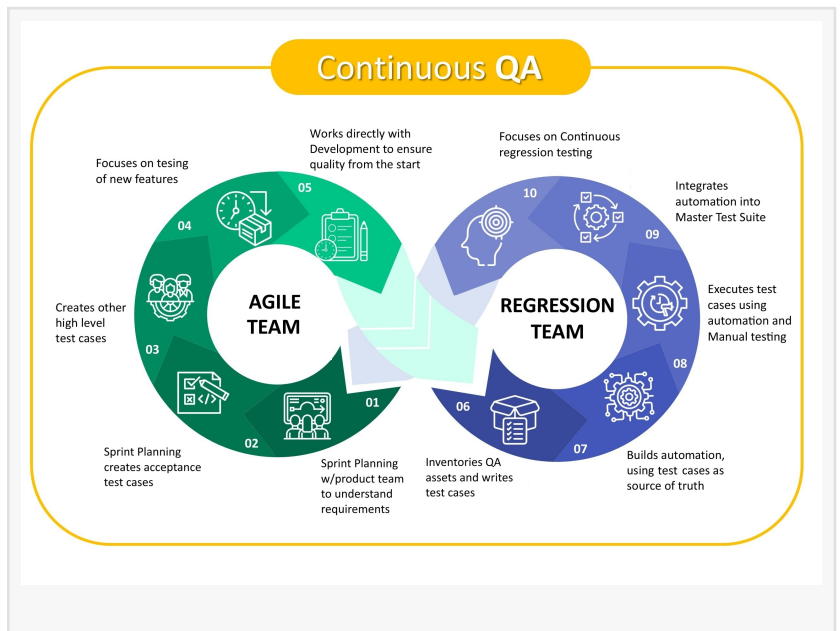 Continuous QA
Works directly with
Development to ensure
quality from the start
Focuses on tesing
of new features
05
04
Creates other
high level
test cases
03
AGILE
TEAM
02
01
Sprint Planning
creates acceptance
test cases
Sprint Planning
w/product team
to understand
requirements
Focuses on Continuous
regression testing
10
Integrates
automation into
Master Test Suite
09
Executes test
cases using
automation and
Manual testing
REGRESSION
TEAM
08
06
07
Inventories QA
assets and writes
test cases
Builds automation,
using test cases as
source of truth